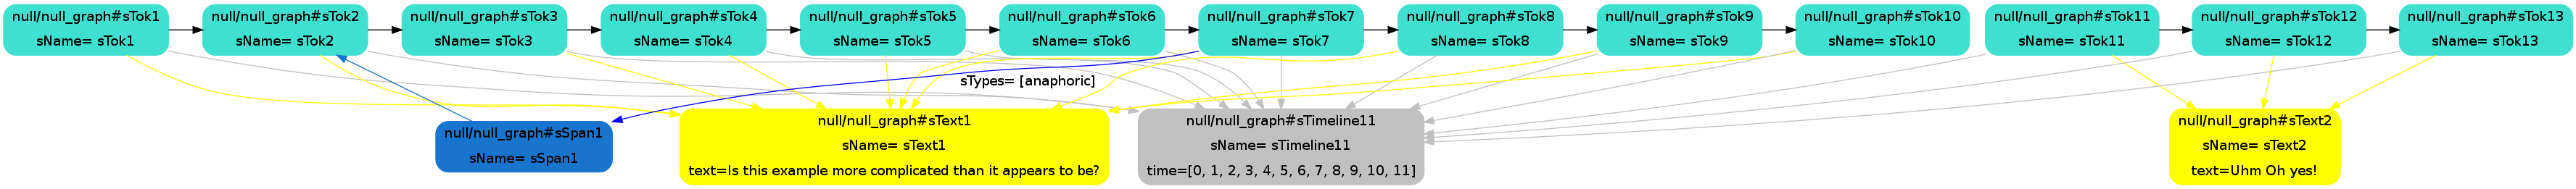 null/null_graph#sTok1
sName= sTok1
null/null_graph#sTok2
sName= sTok2
null/null_graph#sTok3
sName= sTok3
null/null_graph#sTok4
sName= sTok4
null/null_graph#sTok5
sName= sTok5
null/null_graph#sTok6
sName= sTok6
null/null_graph#sTok7
sName= sTok7
null/null_graph#sTok8
sName= sTok8
null/null_graph#sTok9
sName= sTok9
null/null_graph#sTok10
sName= sTok10
null/null_graph#sTok11
sName= sTok11
null/null_graph#sTok12
sName= sTok12
null/null_graph#sTok13
sName= sTok13
sTypes= [anaphoric]
null/null_graph#sSpan1
sName= sSpan1
null/null_graph#sText1
sName= sText1
text=Is this example more complicated than it appears to be?
null/null_graph#sTimeline11
sName= sTimeline11
time=[0, 1, 2, 3, 4, 5, 6, 7, 8, 9, 10, 11]
null/null_graph#sText2
sName= sText2
text=Uhm Oh yes!